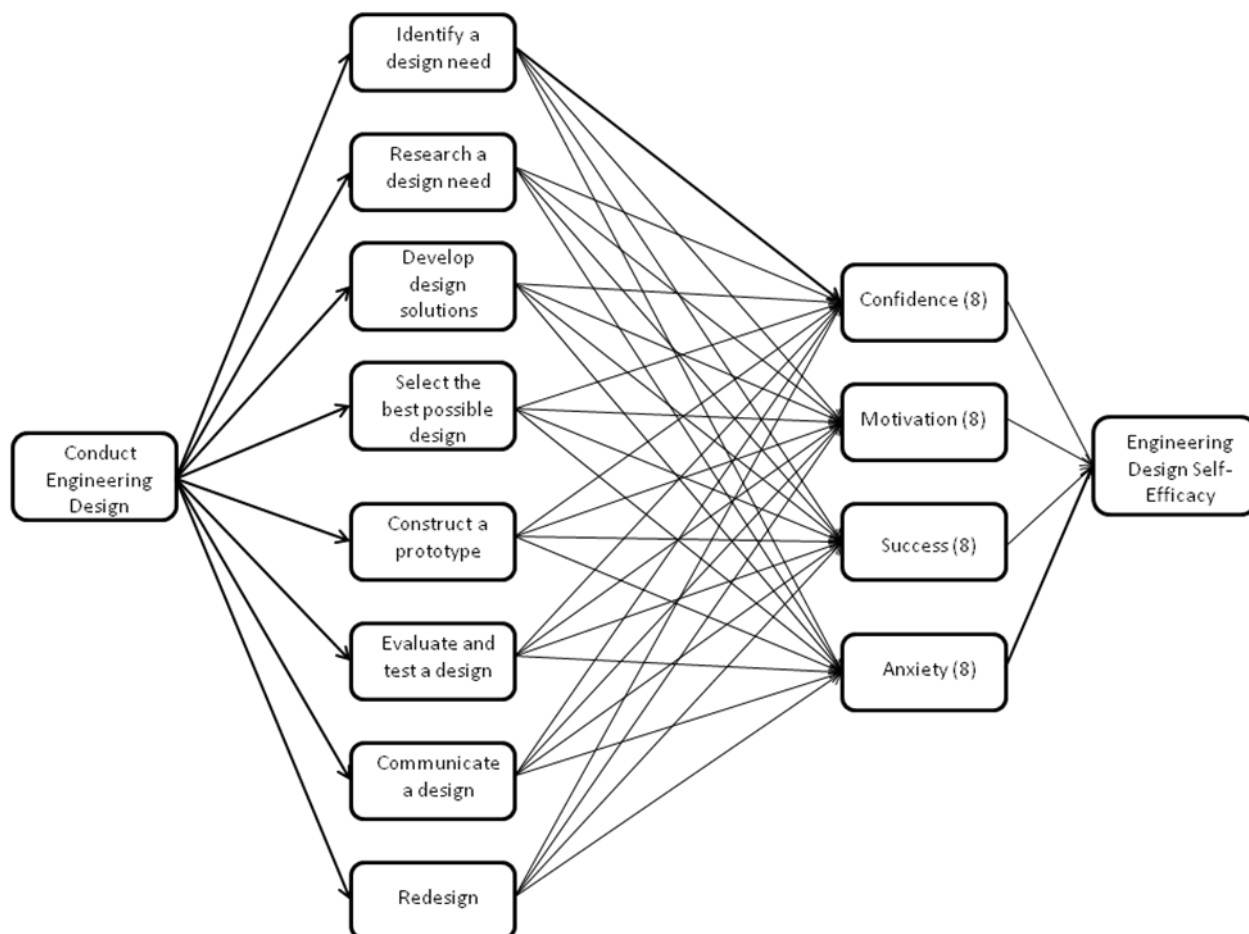 Identify a
design need
Research a
design need
Develop
design
solutions
Select the
best possible
design
Conduct
Engineering
Design
Construct a
prototype
Evaluate and
test a design
Communicate
a design
Redesign
Confidence (8)
Motivation (8)
Success (8)
Anxiety (8)
Engineering
Design Self-
Efficacy